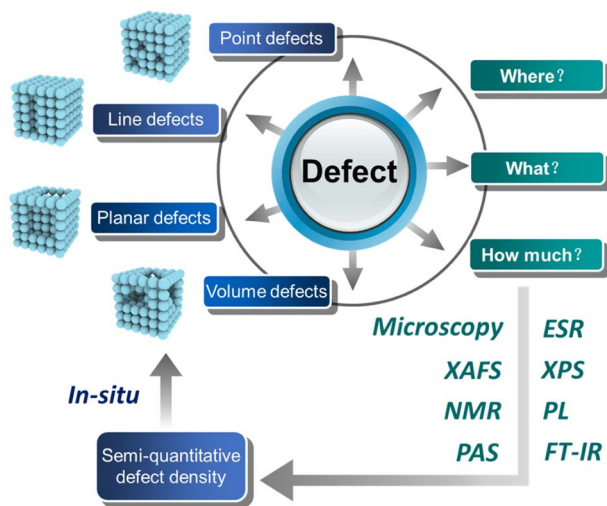 Point defects
Line defects
Planar defects
Volume defects
Defect
Where?
What?
How much?
Microscopy
ESR
XAFS
XPS
NMR
PL
PAS
FT-IR
In-situ
Semi-quantitative
defect density